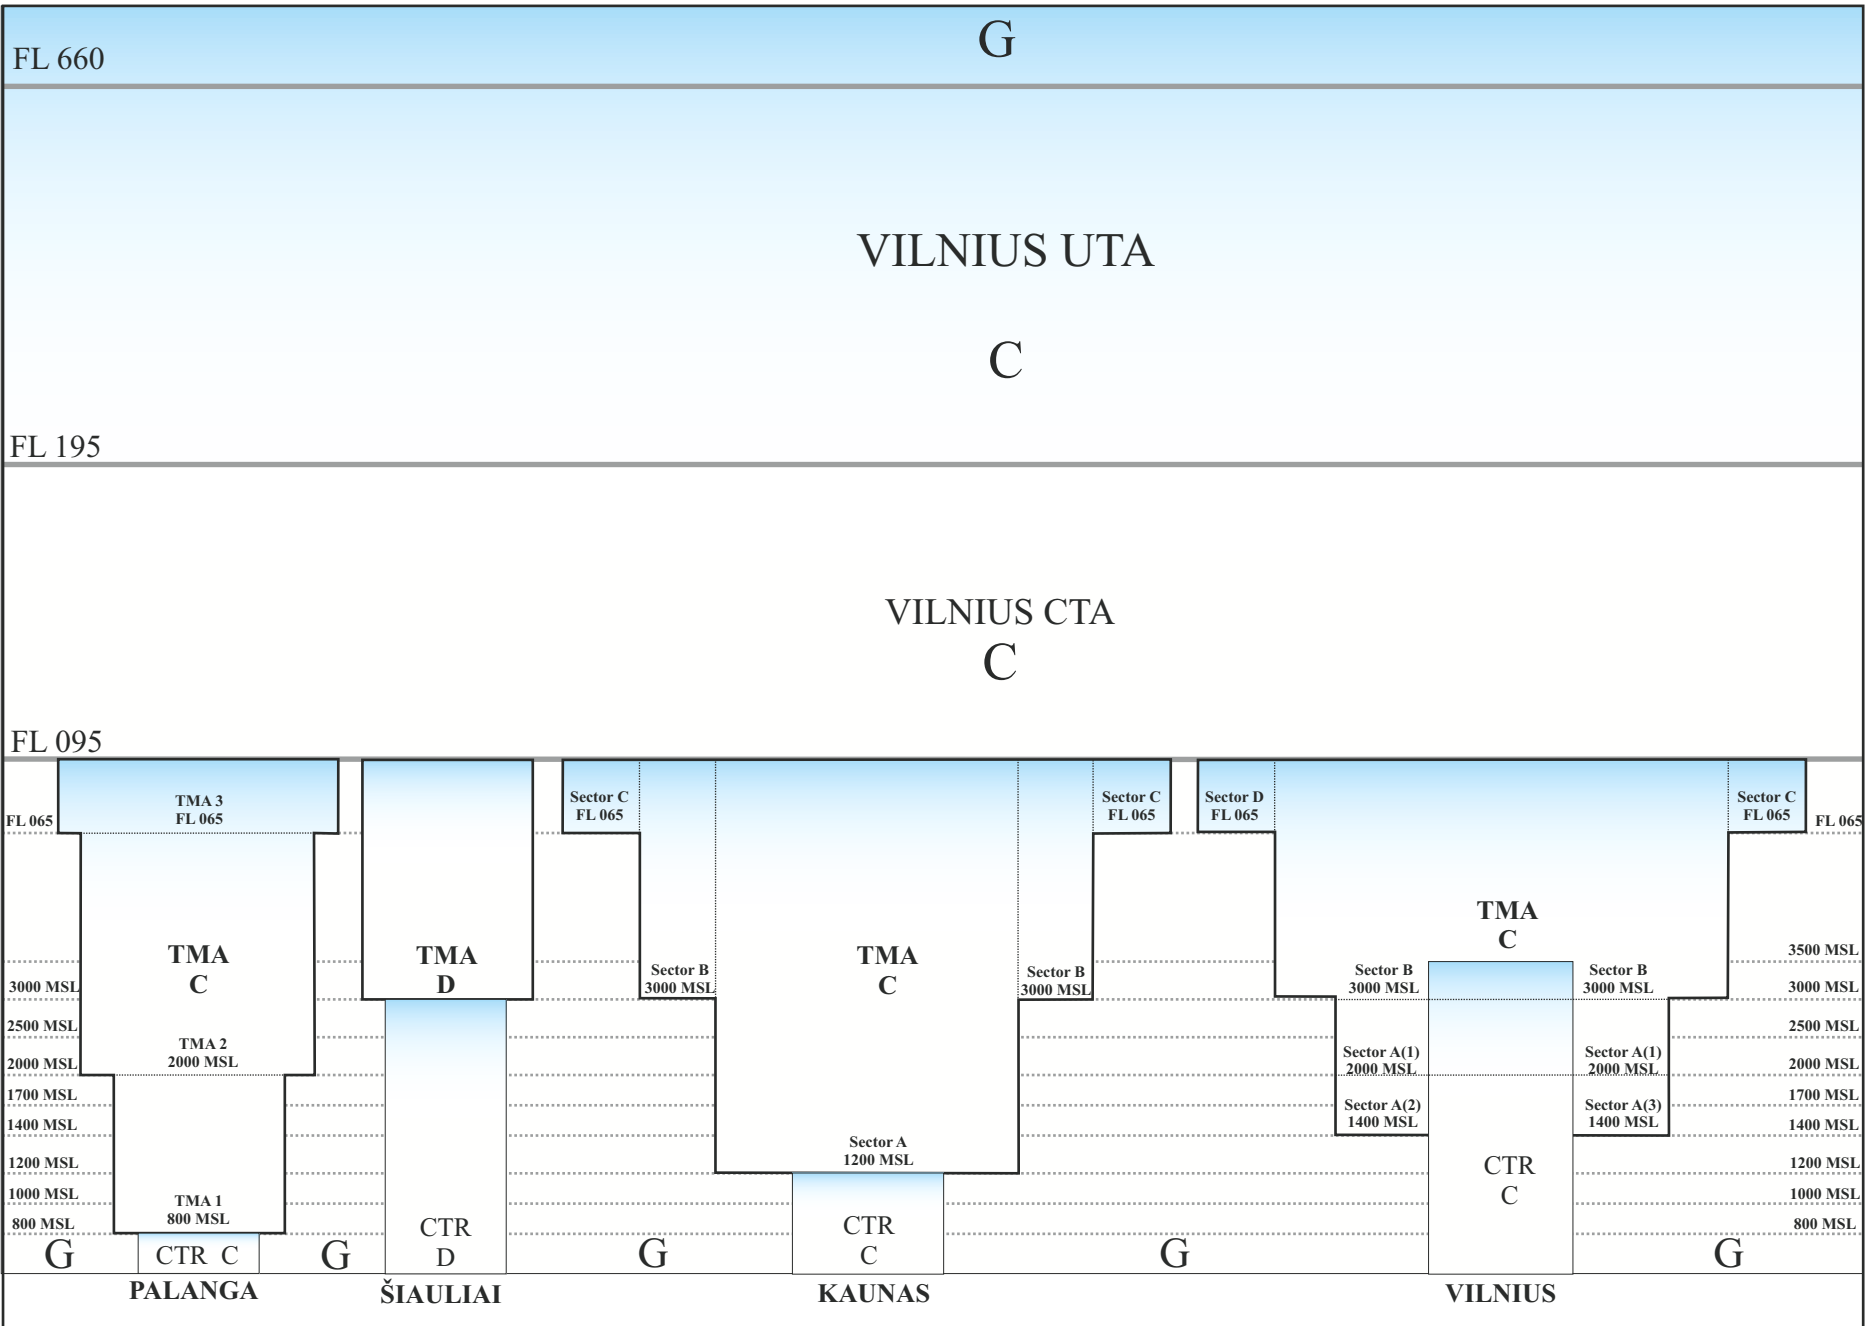 G
FL 660
VILNIUS UTA
C
FL 195
VILNIUS CTA
C
FL 095
TMA 3
FL 065
Sector C
FL 065
Sector C
FL 065
Sector D
FL 065
Sector C
FL 065
FL 065
FL 065
TMA
C
TMA
D
TMA
C
TMA
C
Sector B
3000 MSL
Sector B
3000 MSL
Sector B
3000 MSL
Sector B
3000 MSL
3500 MSL
3000 MSL
3000 MSL
2500 MSL
2500 MSL
TMA 2
2000 MSL
Sector A(1)
2000 MSL
Sector A(1)
2000 MSL
2000 MSL
2000 MSL
1700 MSL
1700 MSL
Sector A(2)
1400 MSL
Sector A(3)
1400 MSL
1400 MSL
1400 MSL
Sector A
1200 MSL
1200 MSL
1200 MSL
1000 MSL
1000 MSL
TMA 1
800 MSL
800 MSL
800 MSL
CTR C
CTR
D
CTR
C
CTR
C
G
G
G
G
G
PALANGA
ŠIAULIAI
KAUNAS
VILNIUS